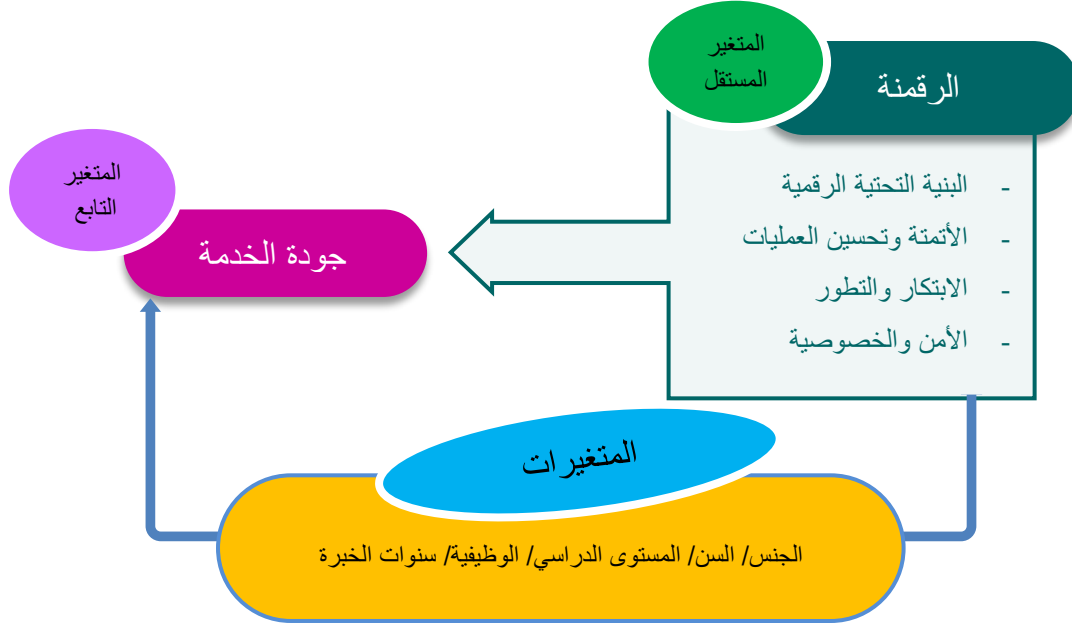 المتغير
المستقل
الرقمنة
- البنية التحتية الرقمية
- الأتمتة وتحسين العمليات
- الابتكار والتطور
- الأمن والخصوصية
المتغير
التابع
جودة الخدمة
المتغيرات
الجنس/ السن/ المستوى الدراسي/ الوظيفية/ سنوات الخبرة